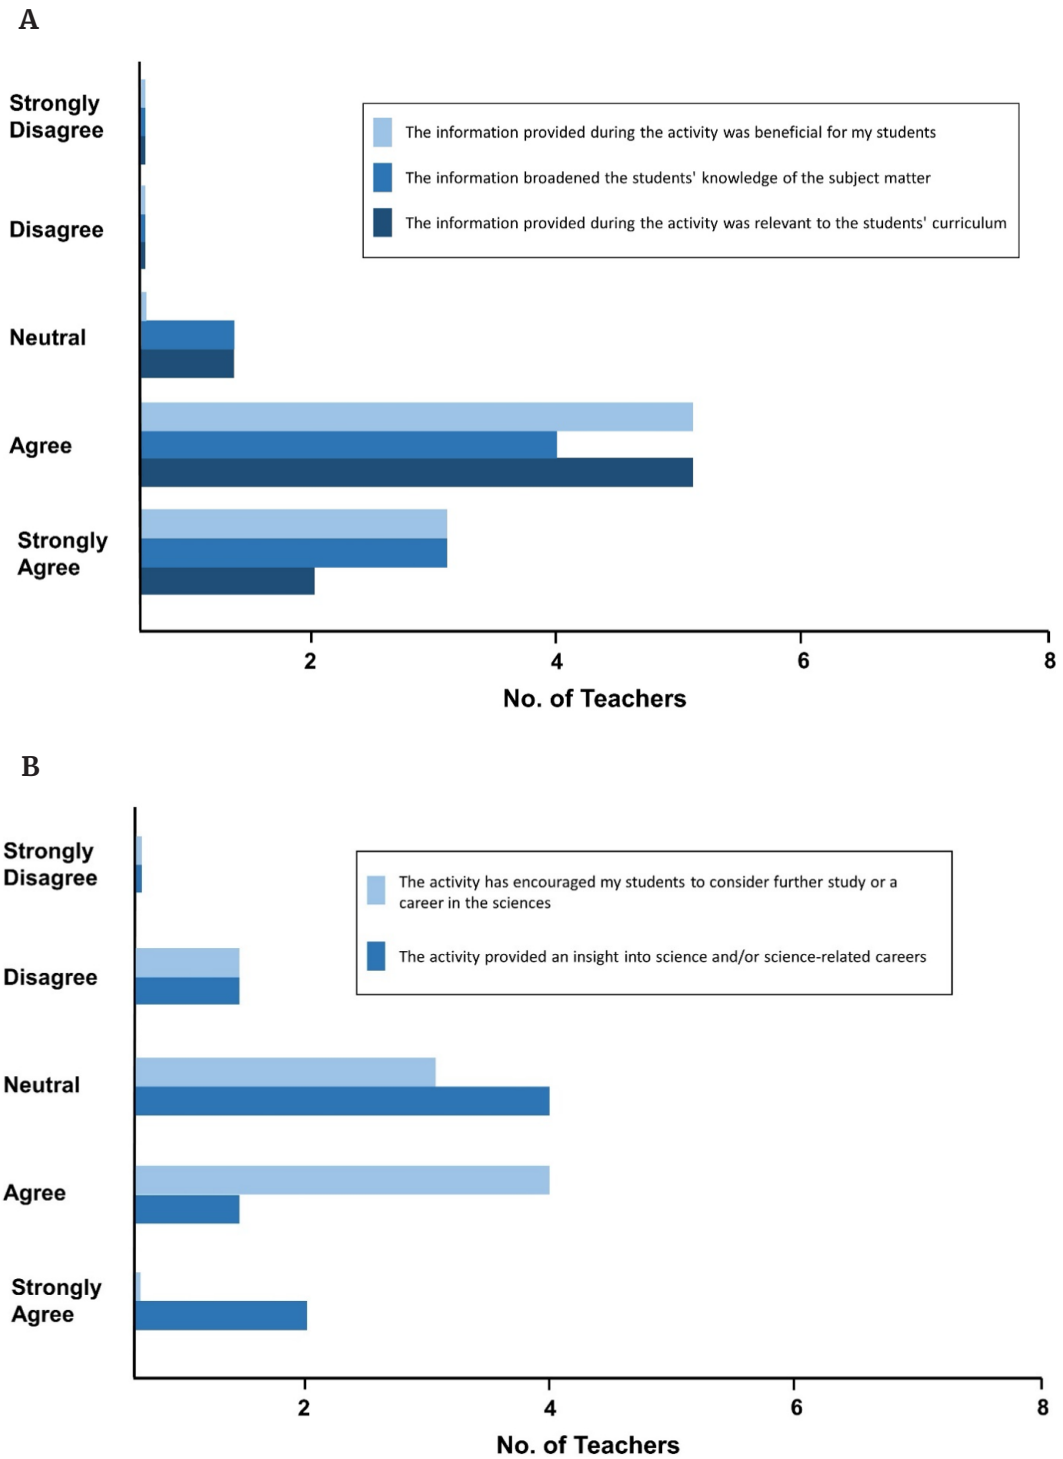 A
Strongly
Disagree
The information provided during the activity was beneficial for my students
The information broadened the students' knowledge of the subject matter
The information provided during the activity was relevant to the students' curriculum
Disagree
Neutral
Agree
Strongly
Agree
2 4 6 8
No. of Teachers
B
Strongly
Disagree
The activity has encouraged my students to consider further study or a
career in the sciences
The activity provided an insight into science and/or science-related careers
Disagree
Neutral
Agree
Strongly
Agree
2 4 6 8
No. of Teachers